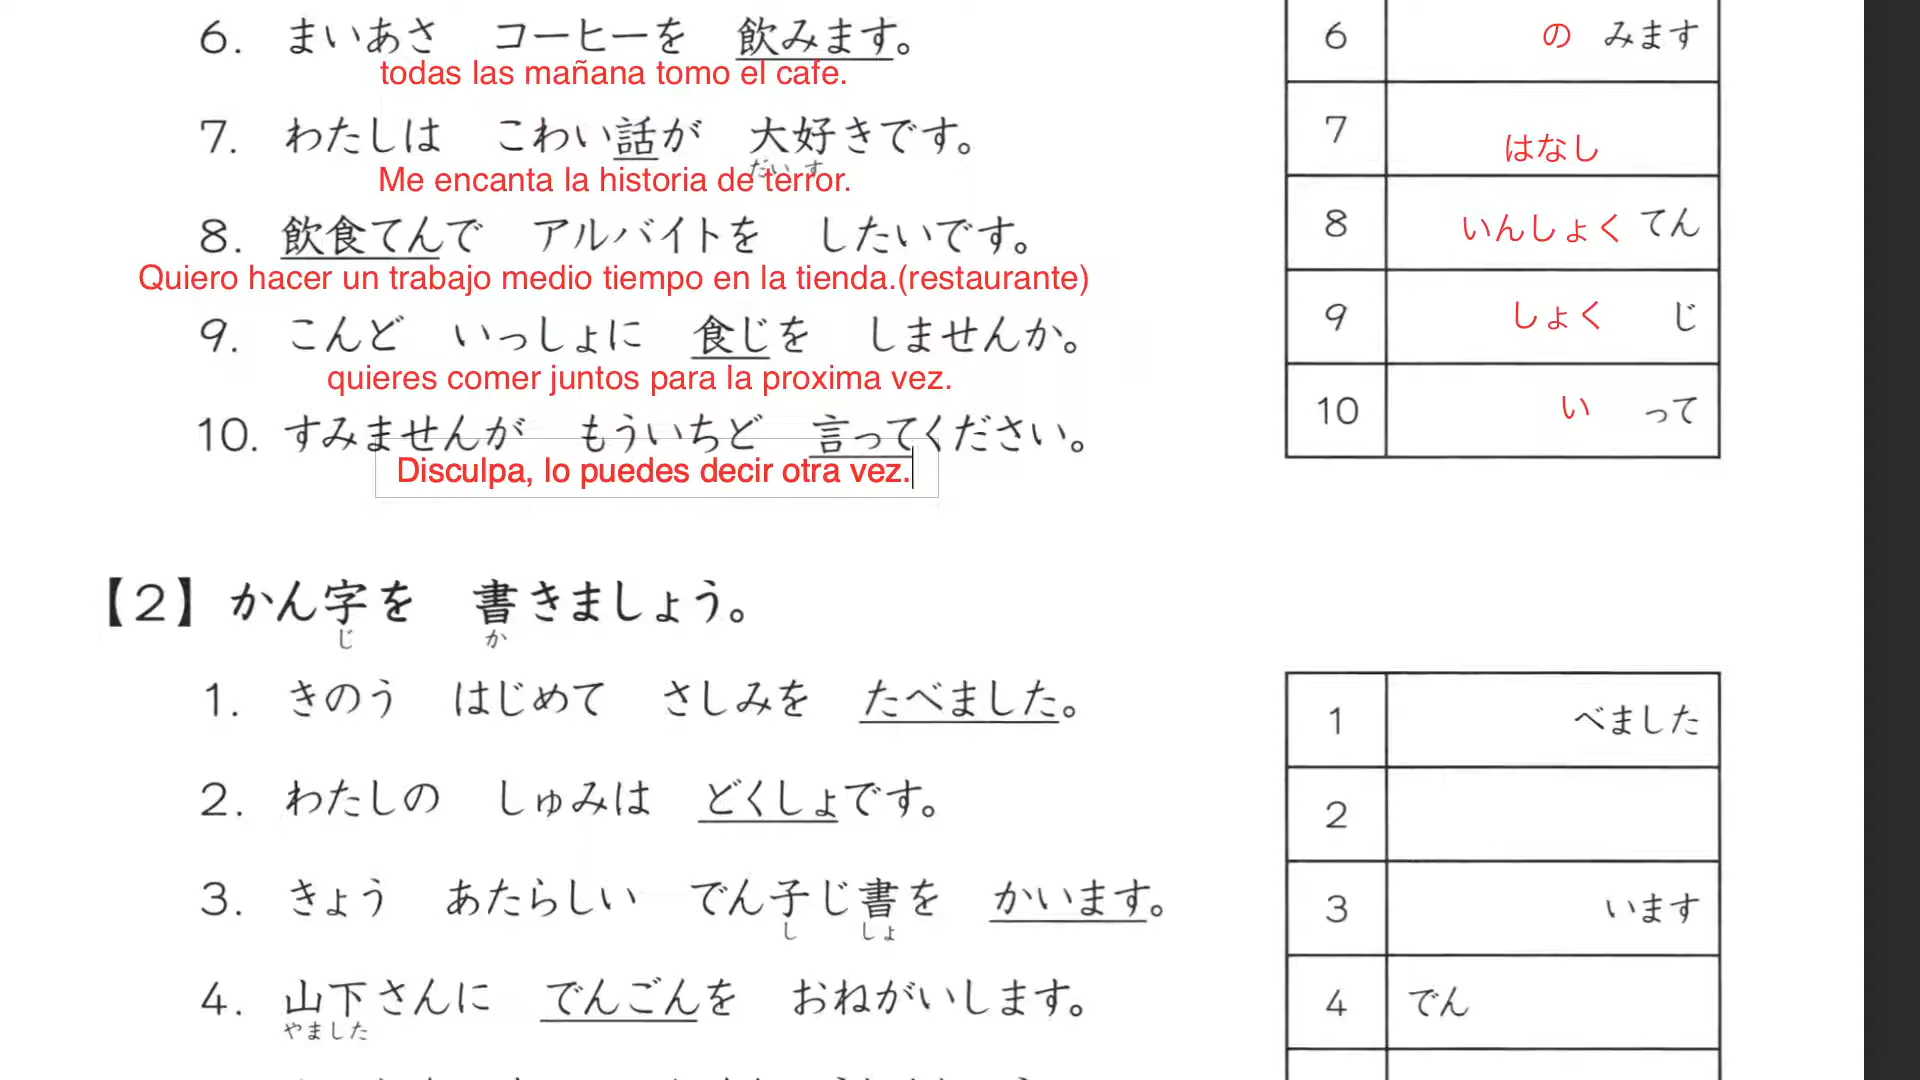 6. まいあさ コーヒーを 飲みます。
todas las mañana tomo el cafe.
7. わたしは こわい話が 大好きです。
だい す
Me encanta la historia de terror.
8. 飲食てんで アルバイトを したいです。
Quiero hacer un trabajo medio tiempo en la tienda.(restaurante)
9. こんど いっしょに 食じを しませんか。
quieres comer juntos para la proxima vez.
10. すみませんが もういちど 言ってください。
Disculpa, lo puedes decir otra vez.
6 の みます
7 はなし
8 いんしょく てん
9 しょく じ
10 い って
【2】かん字を 書きましょう。
じ か
1. きのう はじめて さしみを たべました。
2. わたしの しゅみは どくしょです。
3. きょう あたらしい でん子じ書を かいます。
し しょ
4. 山下さんに でんごんを おねがいします。
やました
1 べました
2
3 います
4 でん